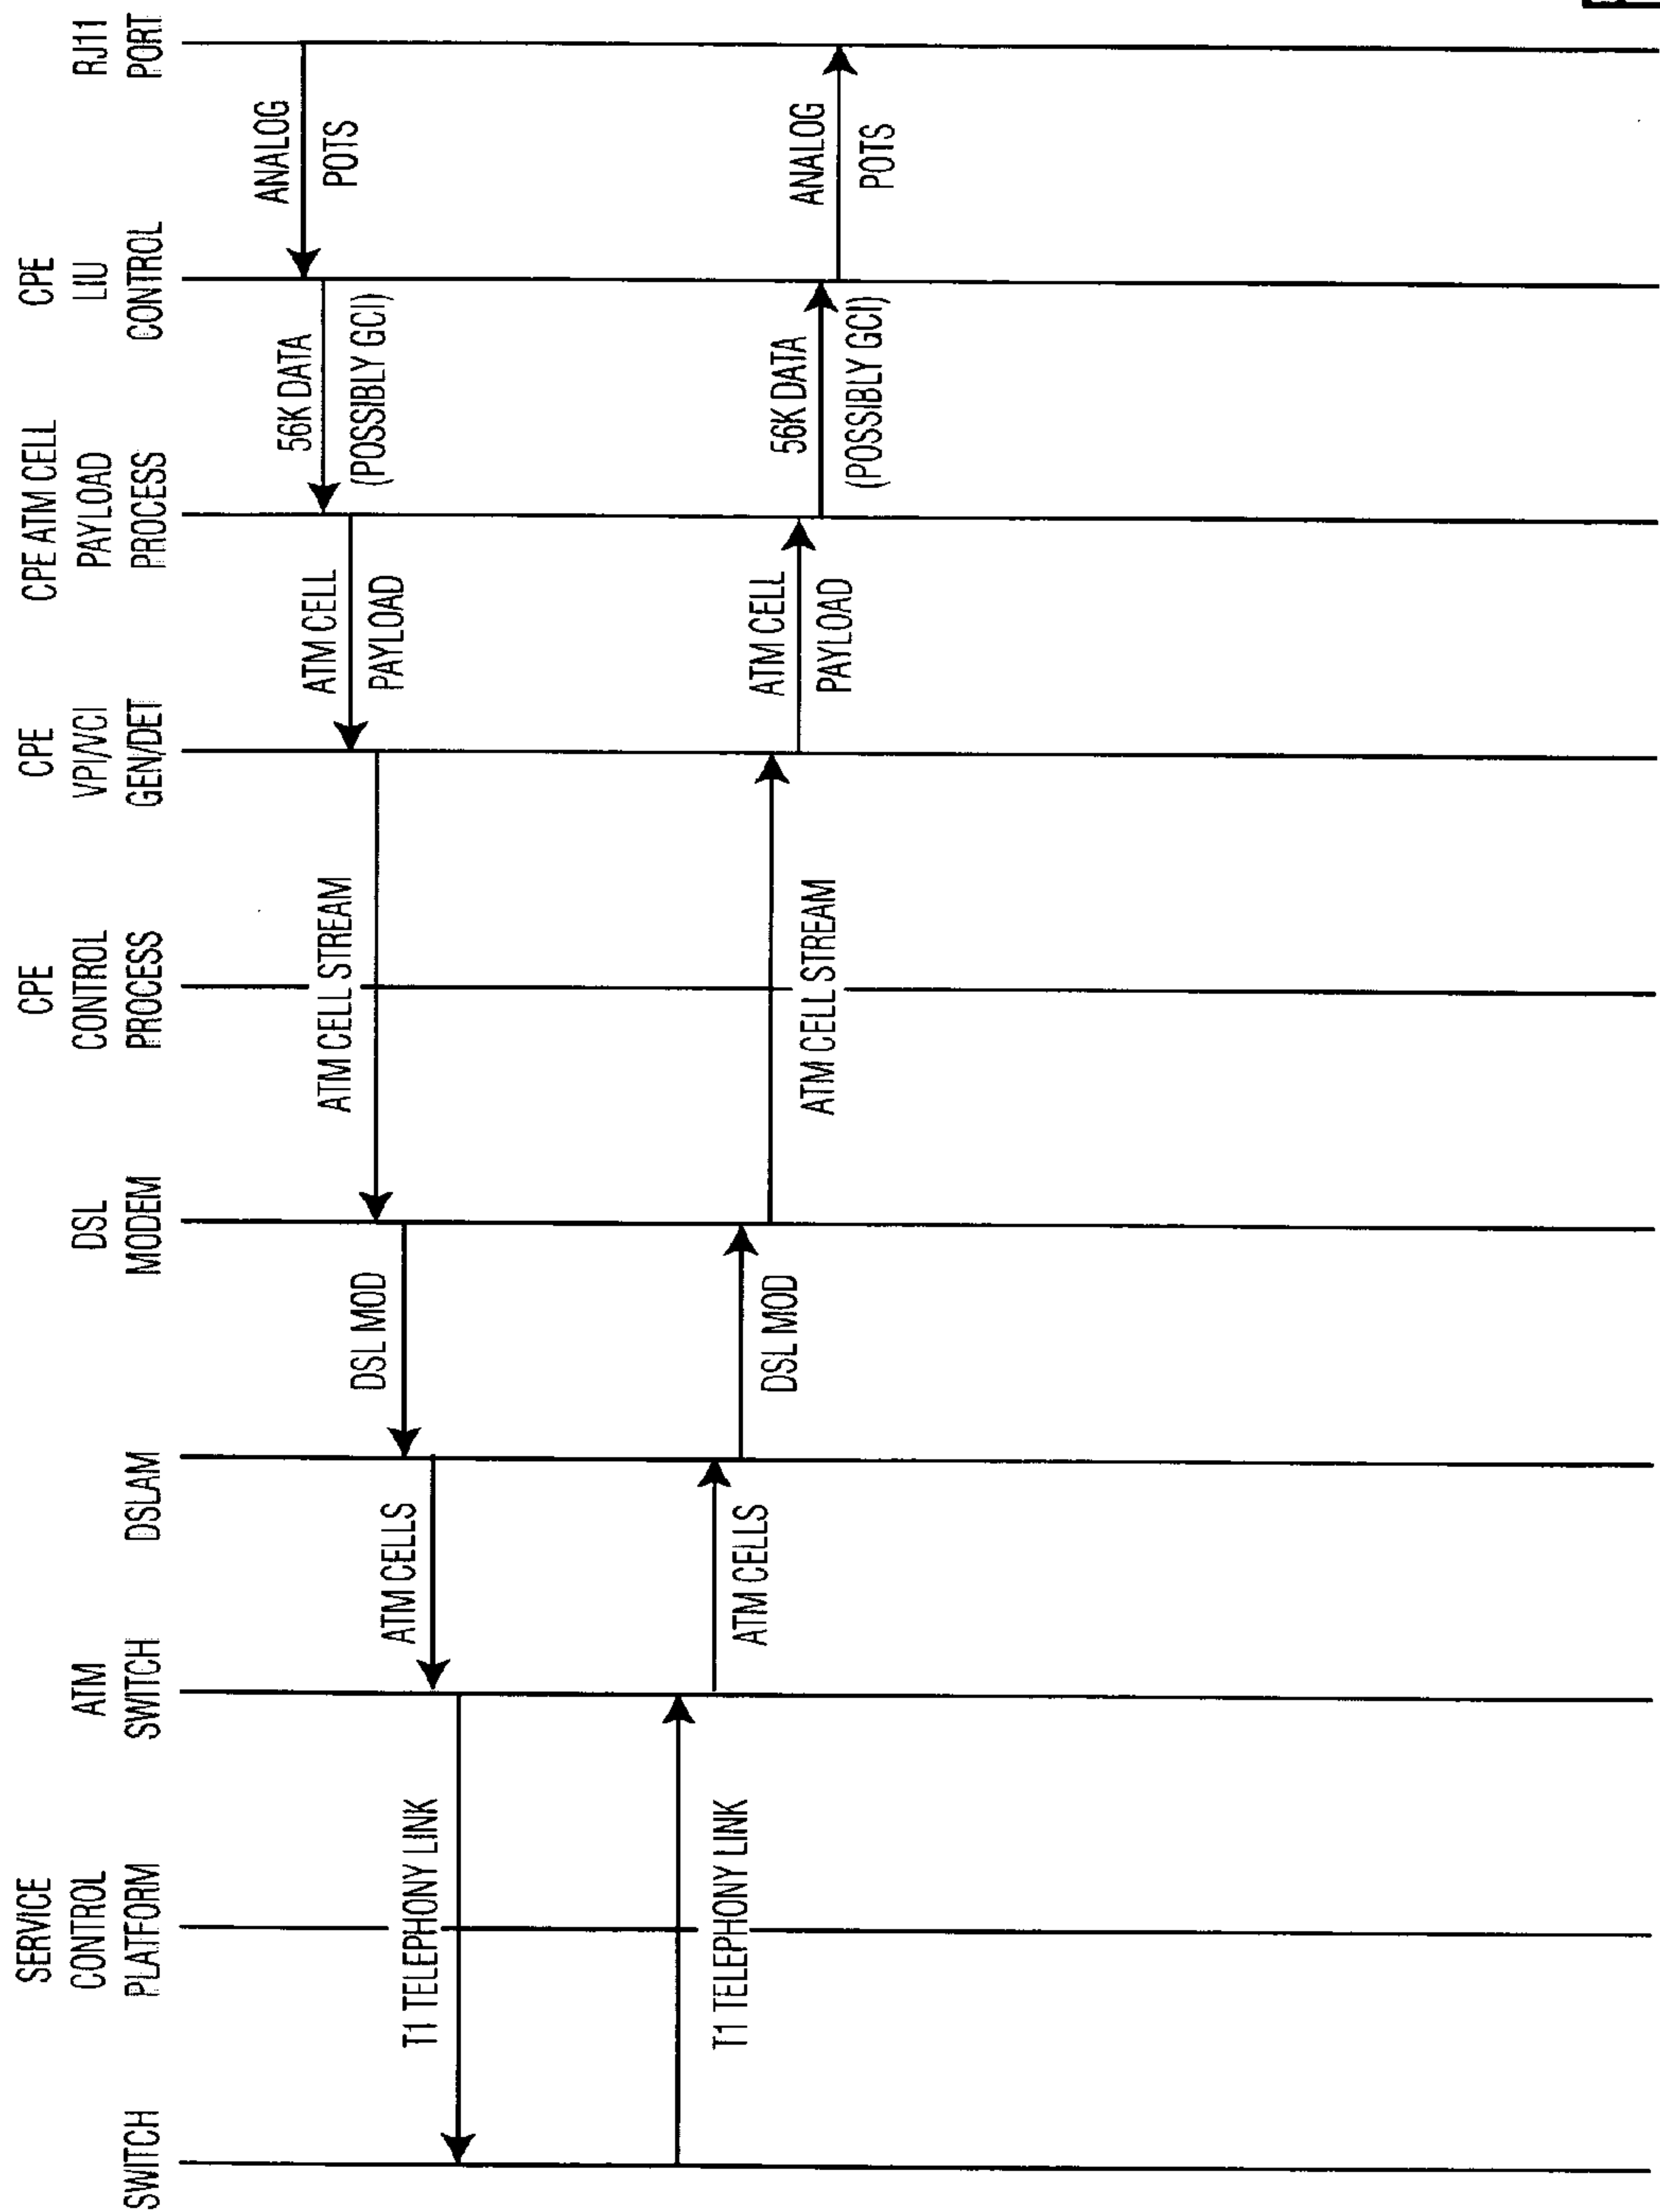 SWITCH
SERVICE
CONTROL
PLATFORM
ATM
SWITCH
DSLAM
DSL
MODEM
CPE
CONTROL
PROCESS
CPE
VPI/VCI
GEN/DET
CPE ATM CELL
PAYLOAD
PROCESS
CPE
LIU
CONTROL
RJ11
PORT
ANALOG
POTS
56K DATA
(POSSIBLY GCI)
ATM CELL
PAYLOAD
ATM CELL STREAM
DSL MOD
ATM CELLS
T1 TELEPHONY LINK
T1 TELEPHONY LINK
ATM CELLS
DSL MOD
ATM CELL STREAM
ATM CELL
PAYLOAD
56K DATA
(POSSIBLY GCI)
ANALOG
POTS